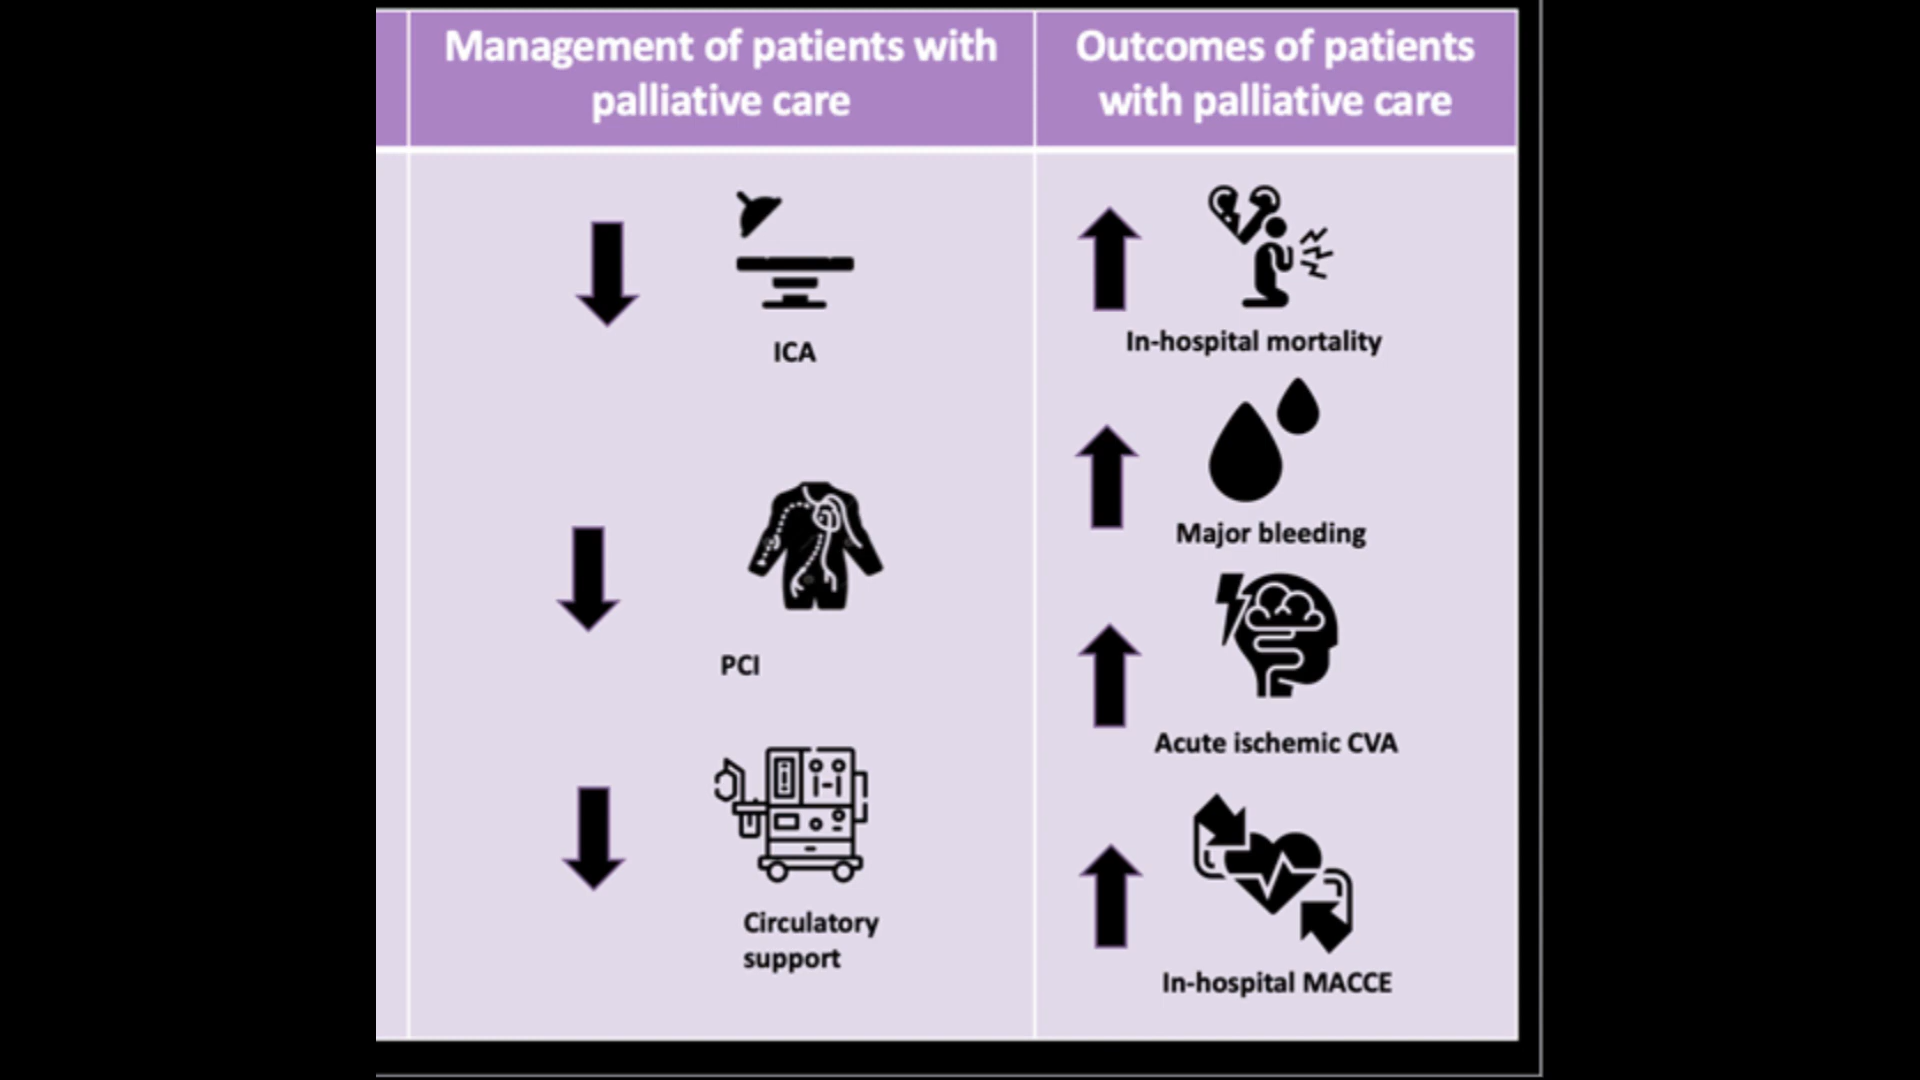 Management of patients with
palliative care
Outcomes of patients
with palliative care
ICA
PCI
Circulatory
support
In-hospital mortality
Major bleeding
Acute ischemic CVA
In-hospital MACCE